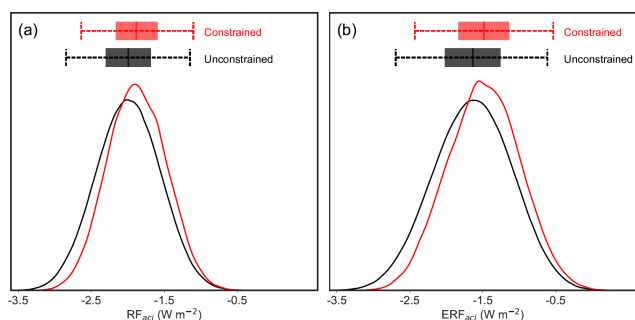 (a)
Constrained
Unconstrained
-3.5 -2.5 -1.5 -0.5
RFaci (W m−2)
(b)
Constrained
Unconstrained
-3.5 -2.5 -1.5 -0.5
ERFaci (W m−2)